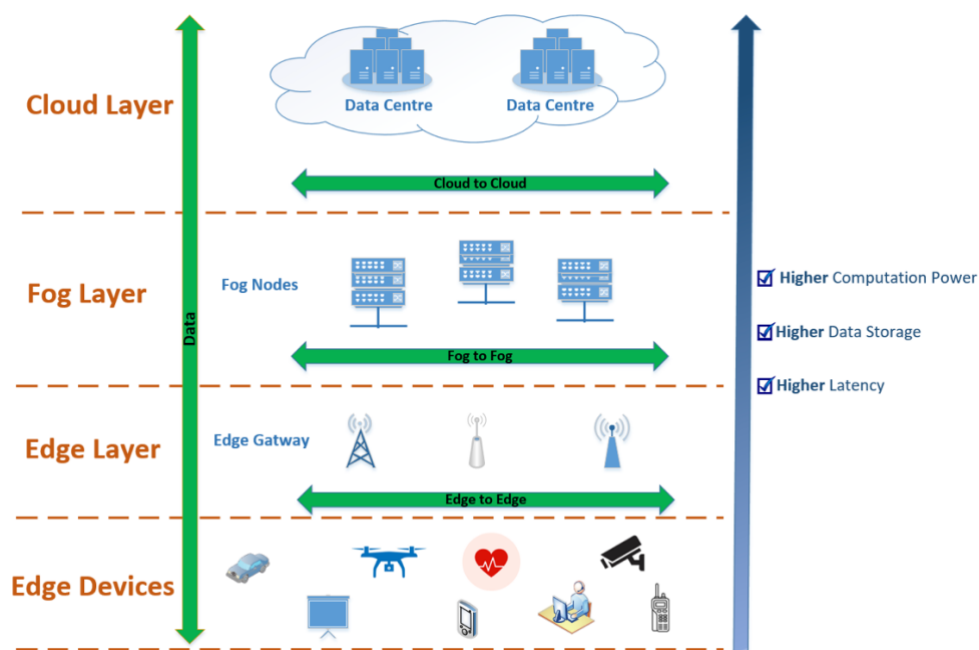 Cloud Layer
Data Centre
Data Centre
Cloud to Cloud
Fog Layer
Fog Nodes
Data
Fog to Fog
Higher Computation Power
Higher Data Storage
Higher Latency
Edge Layer
Edge Gatway
Edge to Edge
Edge Devices